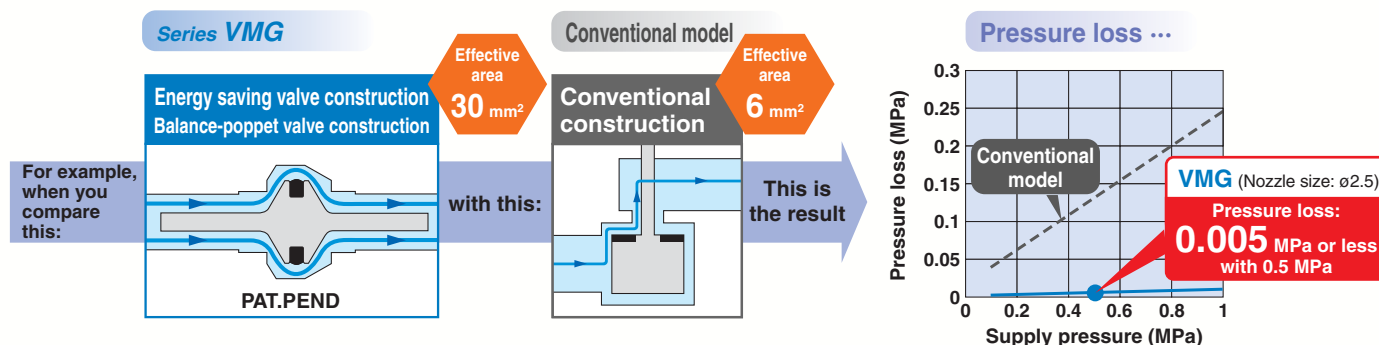 Series VMG
Energy saving valve construction
Balance-poppet valve construction
Effective
area
30 mm²
For example,
when you
compare
this:
PAT.PEND
with this:
Conventional model
Conventional
construction
Effective
area
6 mm²
This is
the result
Pressure loss ···
Pressure loss (MPa)
0.3
0.25
0.2
0.15
0.1
0.05
0
0 0.2 0.4 0.6 0.8 1
Supply pressure (MPa)
Conventional
model
VMG (Nozzle size: ø2.5)
Pressure loss:
0.005 MPa or less
with 0.5 MPa